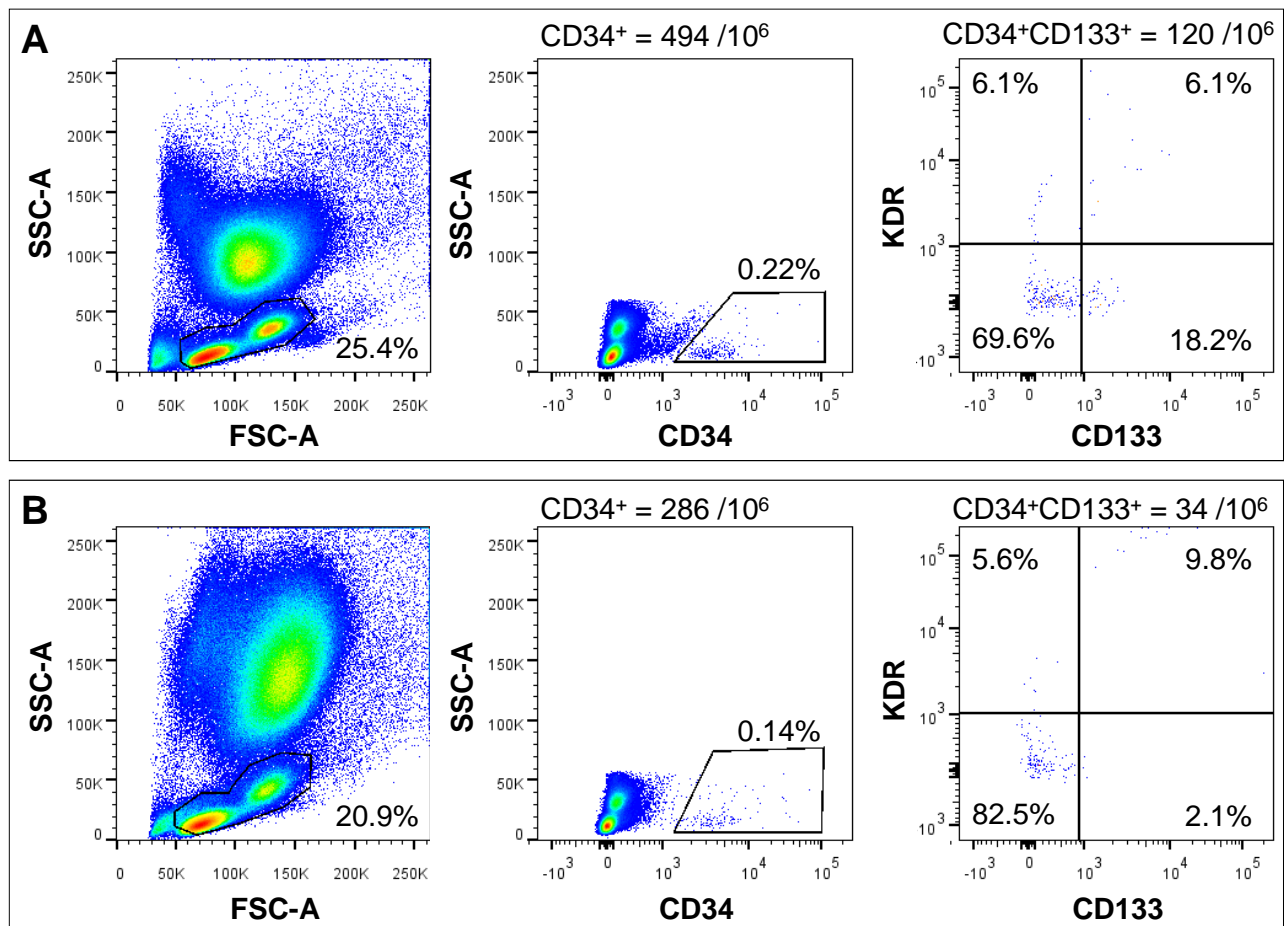 A
CD34⁺ = 494 /10⁶
CD34⁺CD133⁺ = 120 /10⁶
250K
200K
150K
100K
50K
0
SSC-A
25.4%
0 50K 100K 150K 200K 250K
FSC-A
250K
200K
150K
100K
50K
0
SSC-A
0.22%
-10³ 0 10³ 10⁴ 10⁵
CD34
10⁵
10⁴
10³
-10³
KDR
6.1% 6.1%
69.6% 18.2%
-10³ 0 10³ 10⁴ 10⁵
CD133
B
CD34⁺ = 286 /10⁶
CD34⁺CD133⁺ = 34 /10⁶
250K
200K
150K
100K
50K
0
SSC-A
20.9%
0 50K 100K 150K 200K 250K
FSC-A
250K
200K
150K
100K
50K
0
SSC-A
0.14%
-10³ 0 10³ 10⁴ 10⁵
CD34
10⁵
10⁴
10³
-10³
KDR
5.6% 9.8%
82.5% 2.1%
-10³ 0 10³ 10⁴ 10⁵
CD133